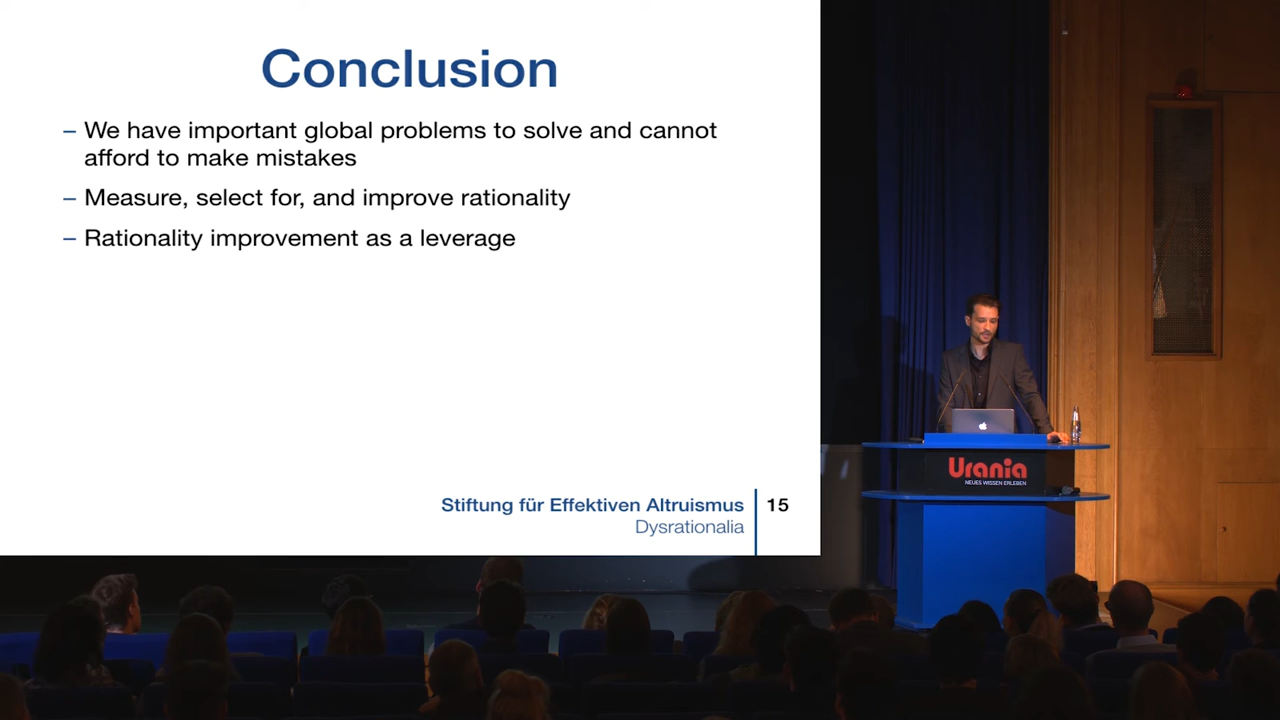 Conclusion
– We have important global problems to solve and cannot
afford to make mistakes
– Measure, select for, and improve rationality
– Rationality improvement as a leverage
Stiftung für Effektiven Altruismus
Dysrationalia
15
Urania
NEUES WISSEN ERLEBEN